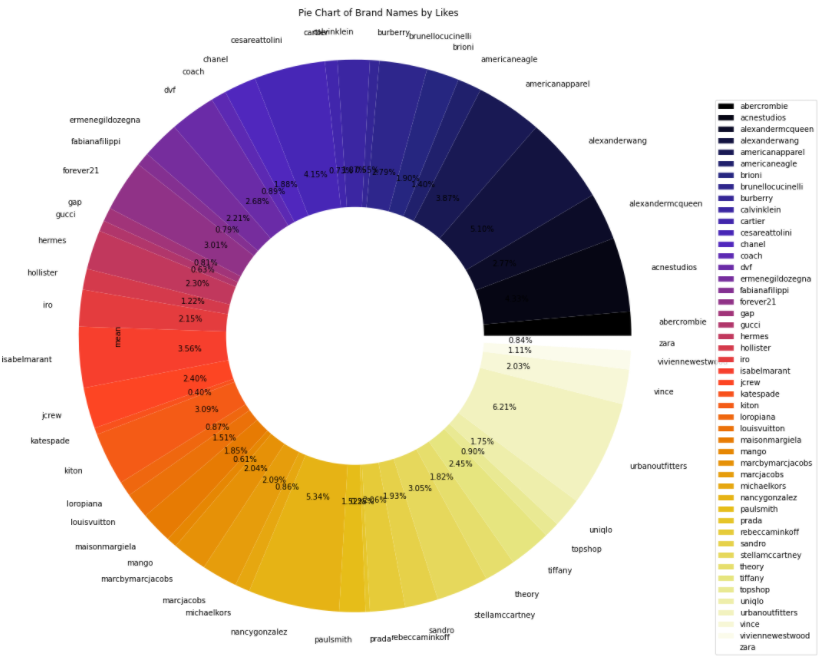 Pie Chart of Brand Names by Likes
abercrombie
acnestudios
alexandermcqueen
alexanderwang
americanapparel
americaneagle
brioni
brunellocucinelli
burberry
calvinklein
cartier
cesareattolini
chanel
coach
dvf
ermenegildozegna
fabianafilippi
forever21
gap
gucci
hermes
hollister
iro
isabelmarant
jcrew
katespade
kiton
loropiana
louisvuitton
maisonmargiela
mango
marcbymarcjacobs
marcjacobs
michaelkors
nancygonzalez
paulsmith
prada
rebeccaminkoff
sandro
stellamccartney
theory
tiffany
topshop
uniqlo
urbanoutfitters
vince
zara
mean
3.87%
1.40%
1.90%
4.15%
1.88%
0.89%
2.68%
2.21%
0.79%
3.01%
0.81%
0.63%
2.30%
1.22%
2.15%
3.56%
2.40%
0.40%
3.09%
0.87%
1.51%
1.85%
0.61%
2.04%
2.09%
0.86%
5.34%
1.93%
3.05%
1.82%
2.45%
0.90%
1.75%
6.21%
2.03%
1.11%
0.84%
abercrombie
acnestudios
alexandermcqueen
alexanderwang
americanapparel
americaneagle
brioni
brunellocucinelli
burberry
calvinklein
cartier
cesareattolini
chanel
coach
dvf
ermenegildozegna
fabianafilippi
forever21
gap
gucci
hermes
hollister
iro
isabelmarant
jcrew
katespade
kiton
loropiana
louisvuitton
maisonmargiela
mango
marcbymarcjacobs
marcjacobs
michaelkors
nancygonzalez
paulsmith
prada
rebeccaminkoff
sandro
stellamccartney
theory
tiffany
topshop
uniqlo
urbanoutfitters
vince
viviennewestwood
zara